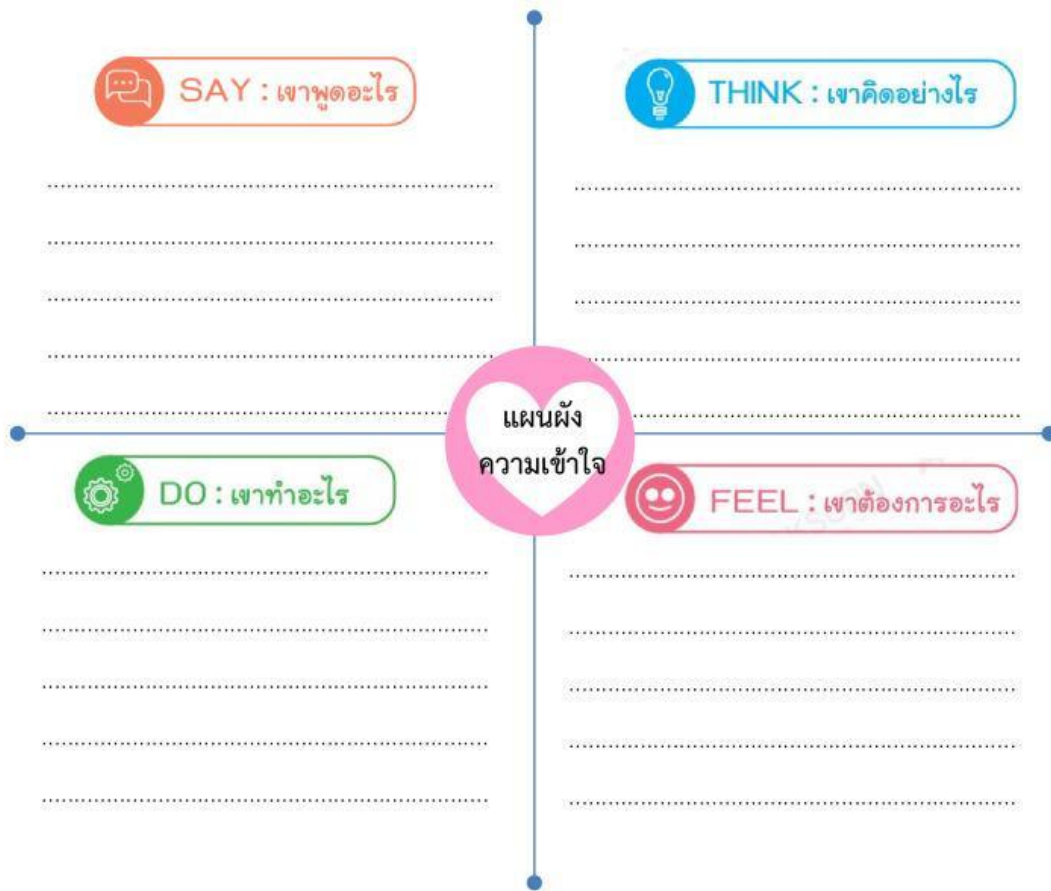 SAY : เขาพูดอะไร
THINK : เขาคิดอย่างไร
แผนผัง
ความเข้าใจ
DO : เขาทำอะไร
FEEL : เขาต้องการอะไร